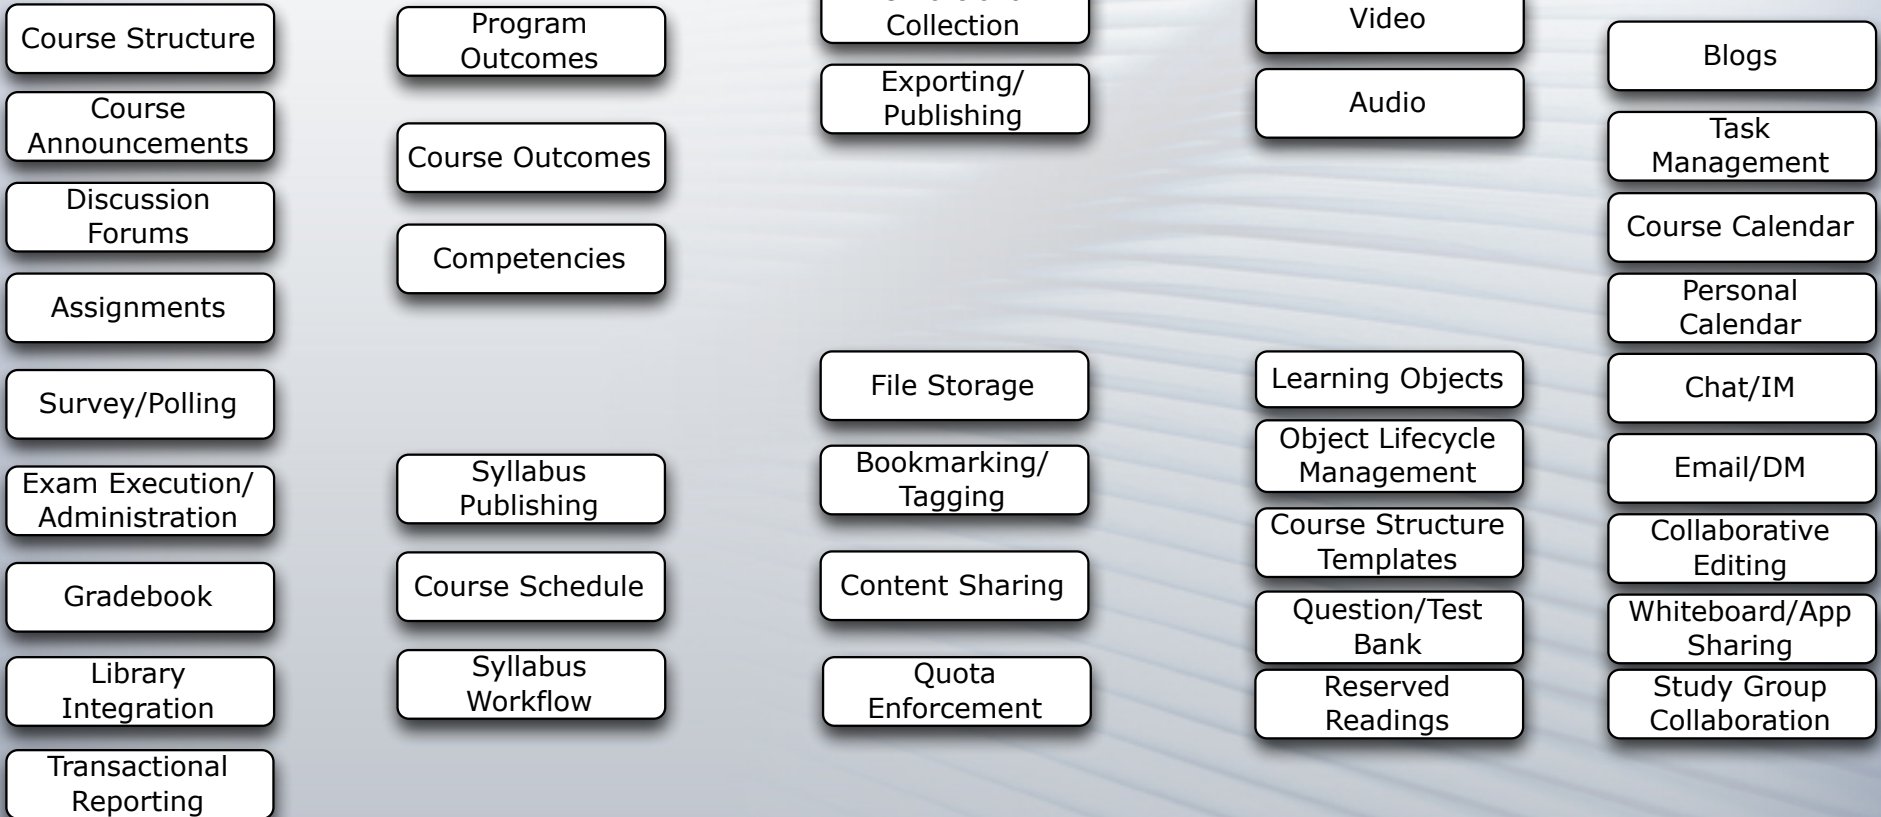 Course Structure
Course
Announcements
Discussion
Forums
Assignments
Survey/Polling
Exam Execution/
Administration
Gradebook
Library
Integration
Transactional
Reporting
Program
Outcomes
Course Outcomes
Competencies
Syllabus
Publishing
Course Schedule
Syllabus
Workflow
Collection
Exporting/
Publishing
File Storage
Bookmarking/
Tagging
Content Sharing
Quota
Enforcement
Video
Audio
Learning Objects
Object Lifecycle
Management
Course Structure
Templates
Question/Test
Bank
Reserved
Readings
Blogs
Task
Management
Course Calendar
Personal
Calendar
Chat/IM
Email/DM
Collaborative
Editing
Whiteboard/App
Sharing
Study Group
Collaboration